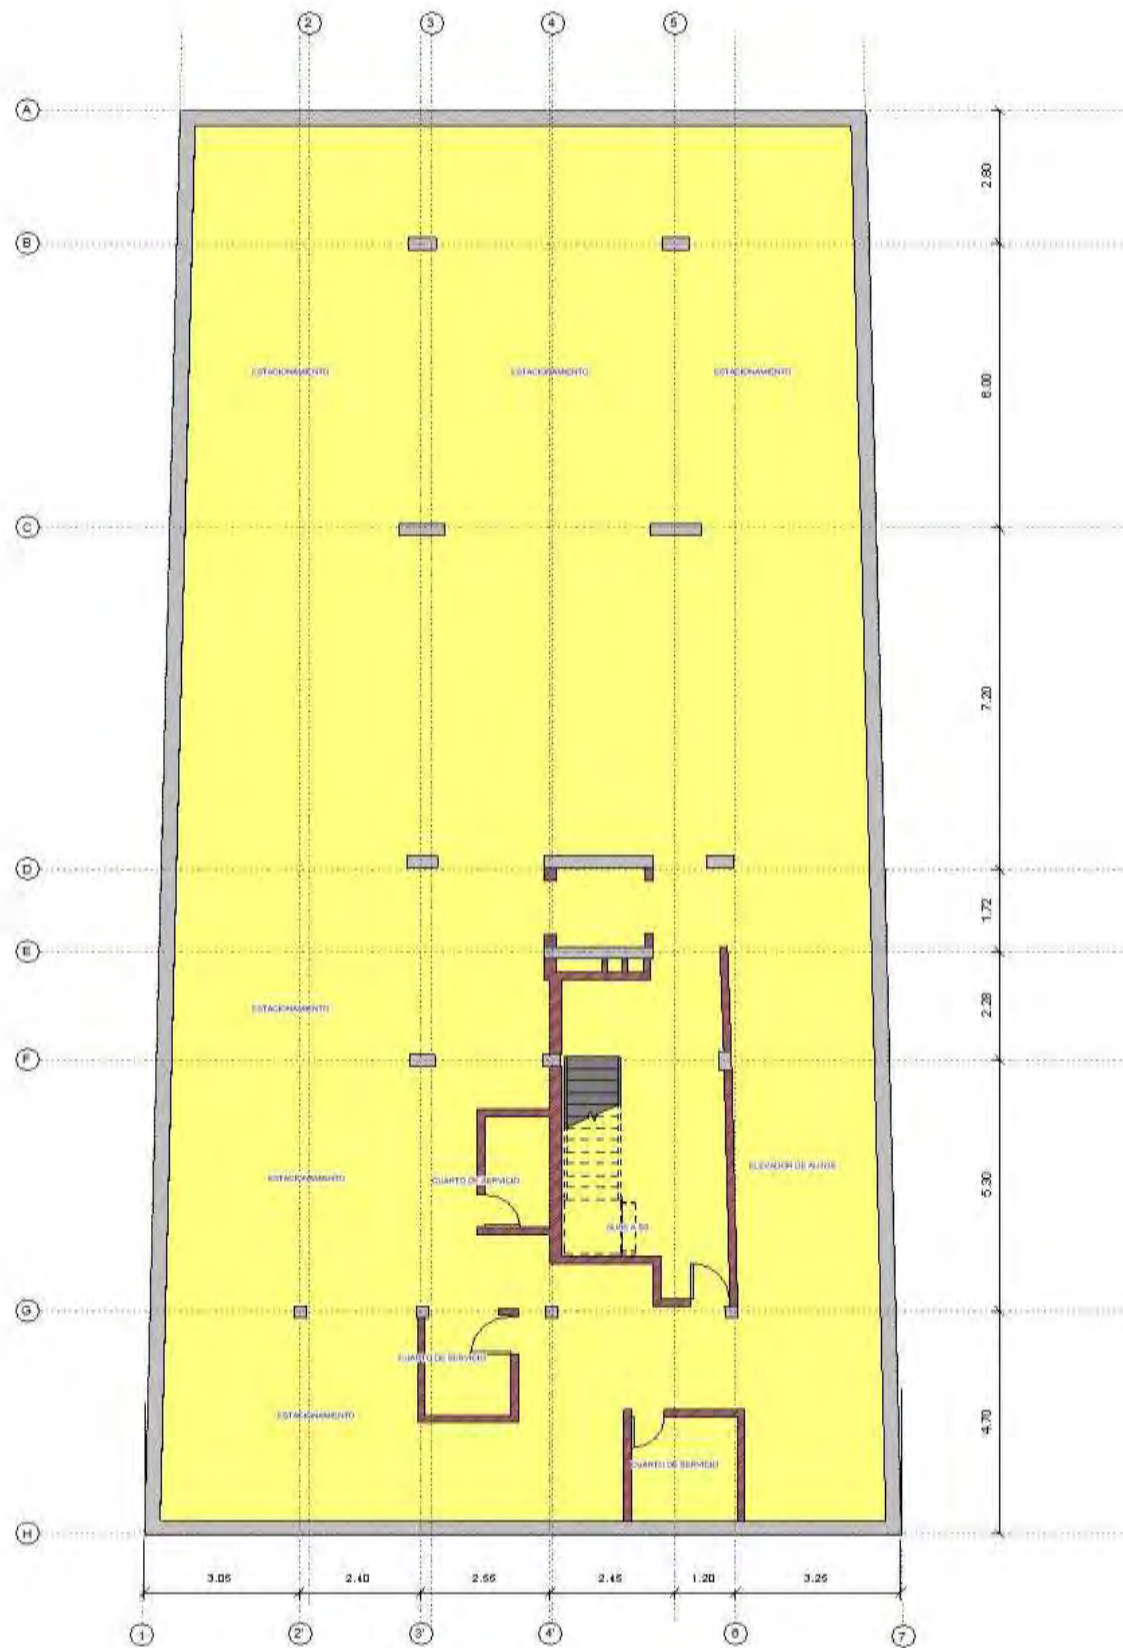 2
3
4
5
A
2.80
B
ESTACIONAMIENTO
ESTACIONAMIENTO
ESTACIONAMIENTO
6.00
C
7.20
D
1.72
E
ESTACIONAMIENTO
2.28
F
ELEVADOR DE AUTOS
ESTACIONAMIENTO
CUARTO DE SERVICIO
5.30
G
CUARTO DE SERVICIO
ESTACIONAMIENTO
4.70
CUARTO DE SERVICIO
H
3.05
2.40
2.55
2.45
1.20
3.25
1
2'
3'
4'
6
7